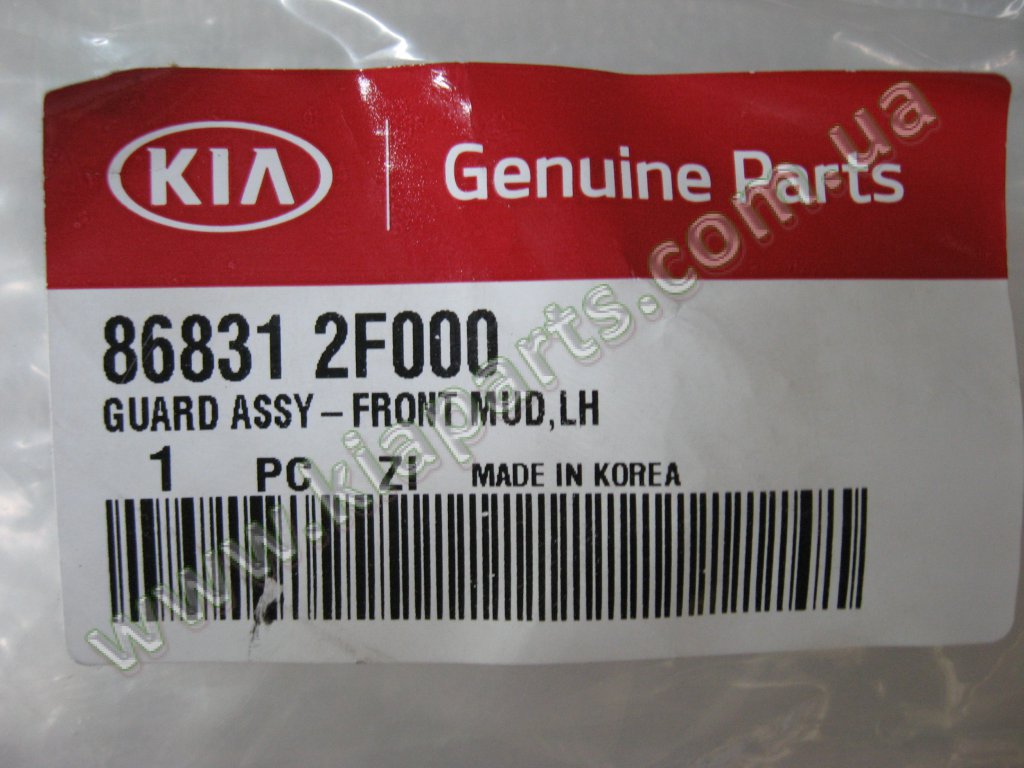 KIA Genuine Parts
86831 2F000
GUARD ASSY – FRONT MUD,LH
1 PC ZI MADE IN KOREA
www.kiaparts.com.ua